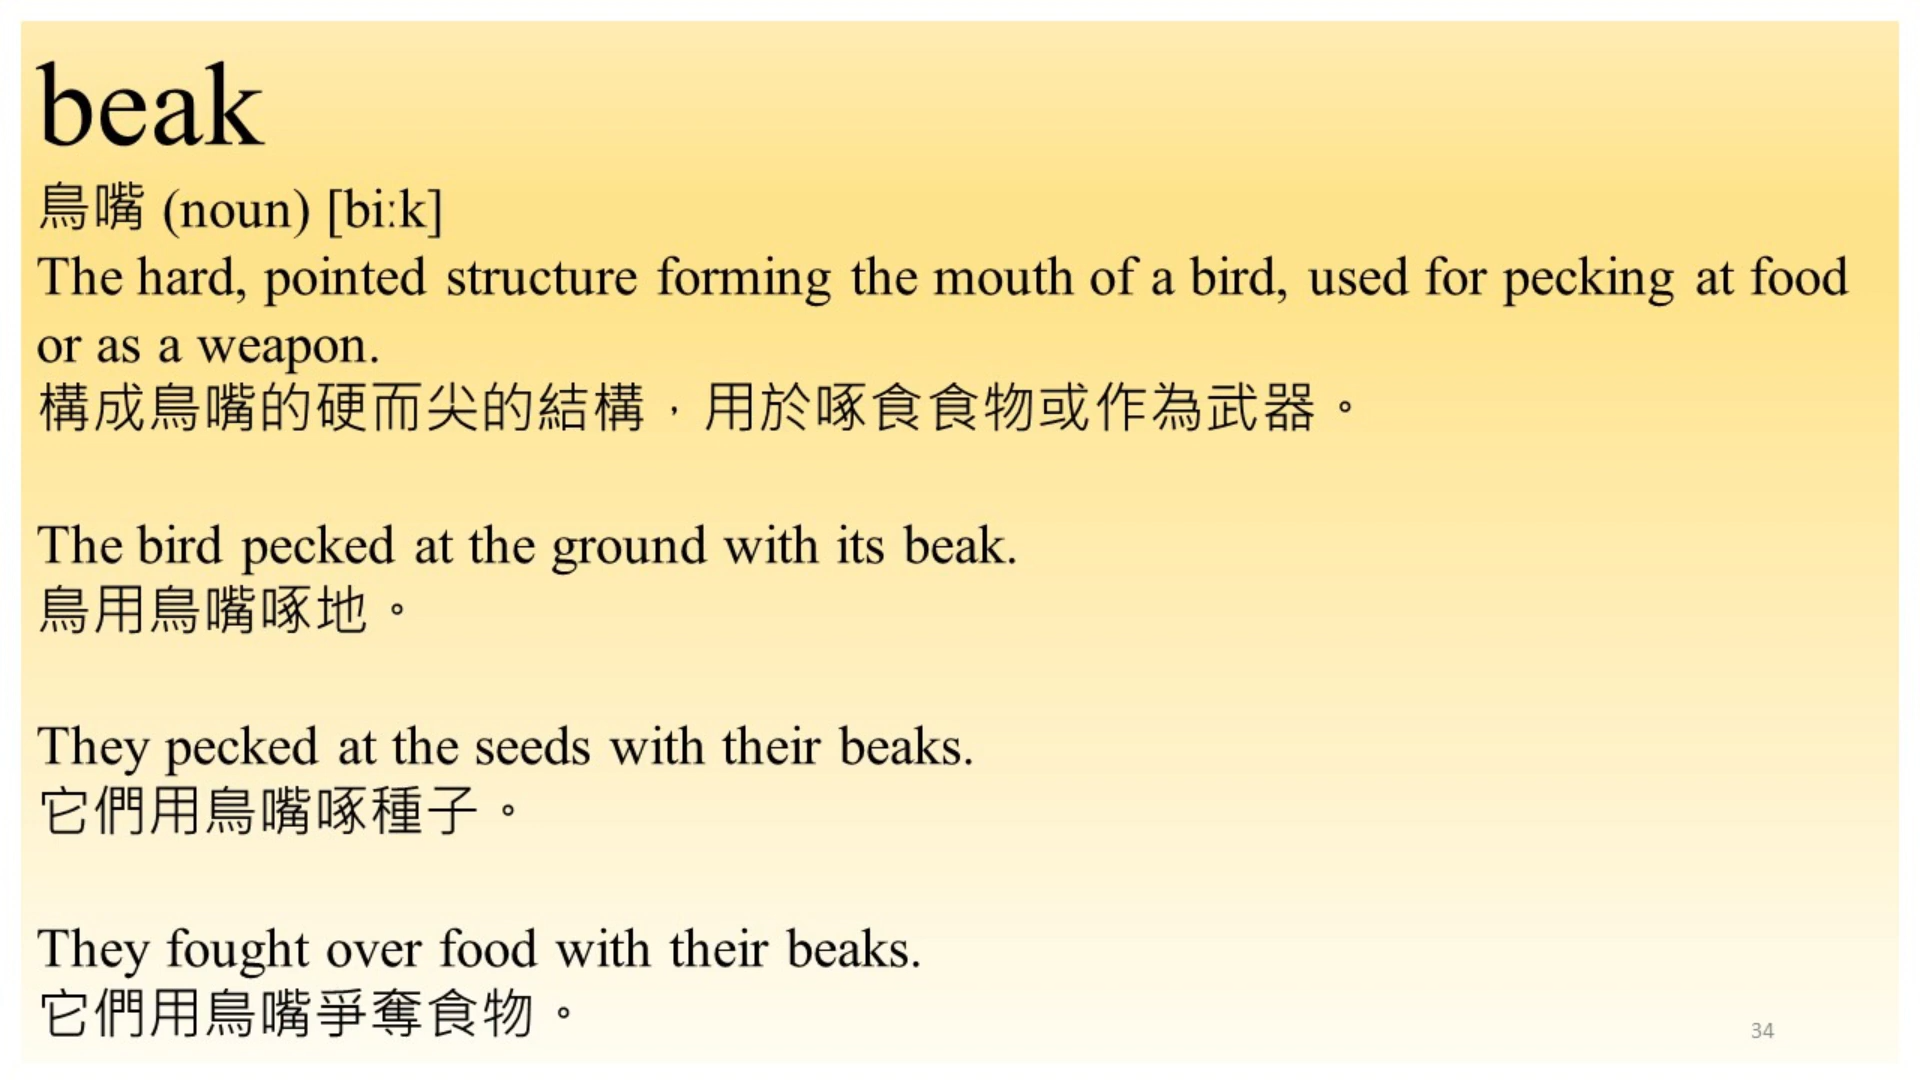 beak
鳥嘴 (noun) [biːk]
The hard, pointed structure forming the mouth of a bird, used for pecking at food
or as a weapon.
構成鳥嘴的硬而尖的結構，用於啄食食物或作為武器。
The bird pecked at the ground with its beak.
鳥用鳥嘴啄地。
They pecked at the seeds with their beaks.
它們用鳥嘴啄種子。
They fought over food with their beaks.
它們用鳥嘴爭奪食物。
34